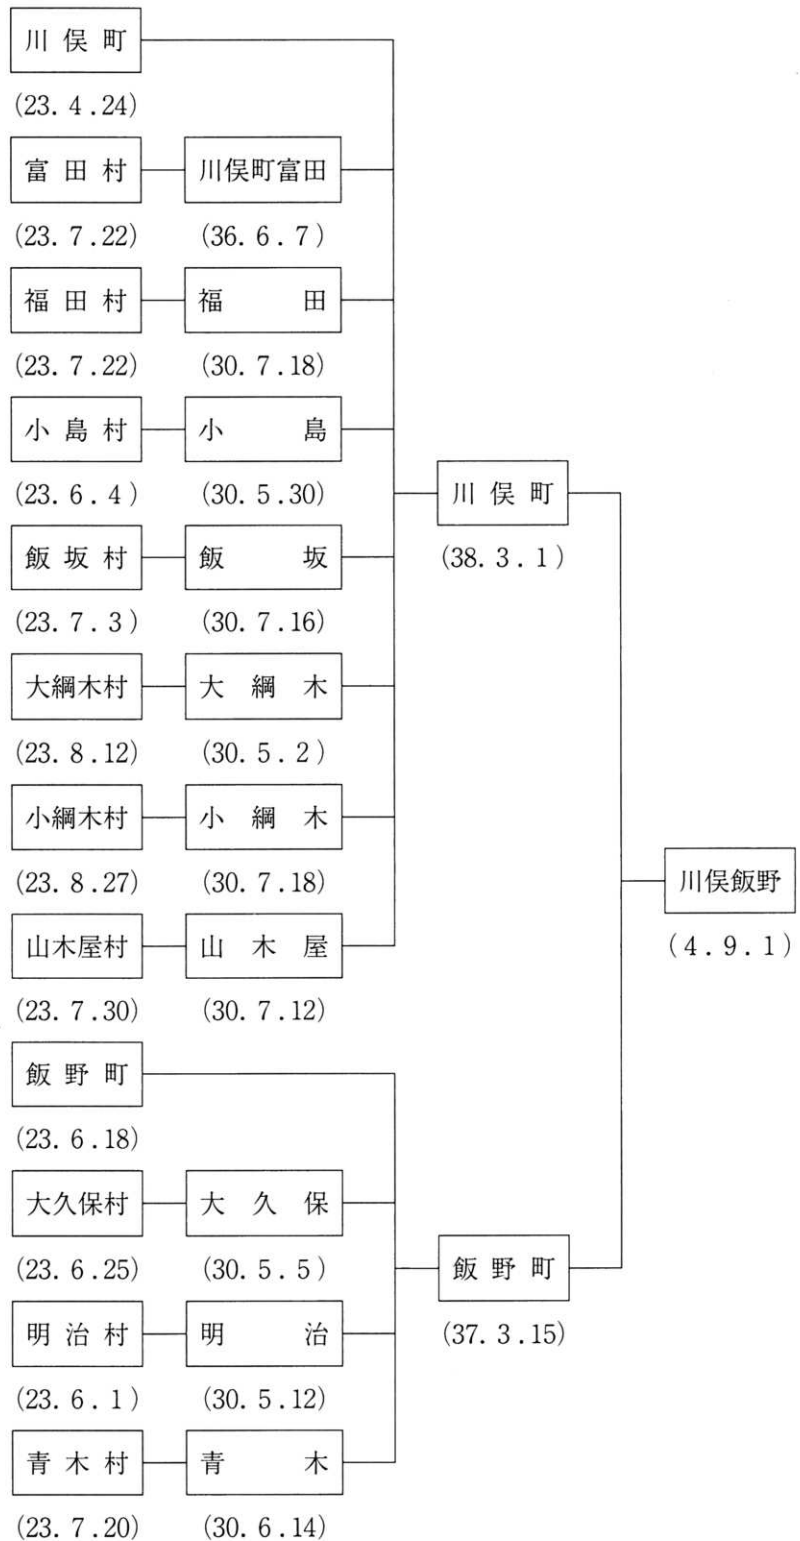 川俣町
(23.4.24)
富田村 川俣町富田
(23.7.22) (36.6.7)
福田村 福田
(23.7.22) (30.7.18)
小島村 小島
(23.6.4) (30.5.30)
川俣町
(38.3.1)
飯坂村 飯坂
(23.7.3) (30.7.16)
大綱木村 大綱木
(23.8.12) (30.5.2)
小綱木村 小綱木
(23.8.27) (30.7.18)
川俣飯野
(4.9.1)
山木屋村 山木屋
(23.7.30) (30.7.12)
飯野町
(23.6.18)
大久保村 大久保
(23.6.25) (30.5.5)
飯野町
(37.3.15)
明治村 明治
(23.6.1) (30.5.12)
青木村 青木
(23.7.20) (30.6.14)